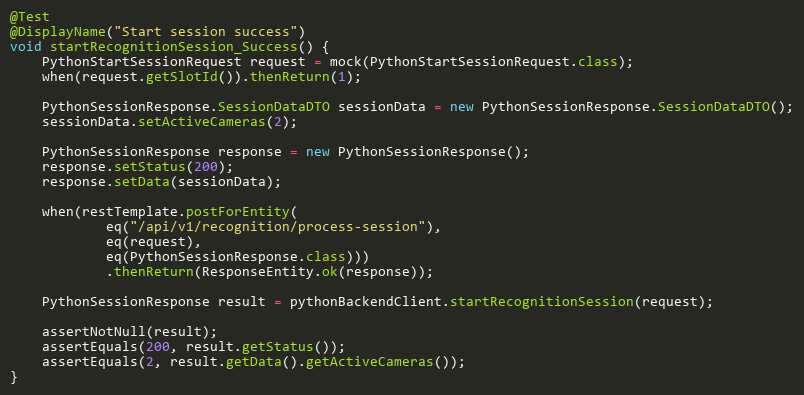 @Test
@DisplayName("Start session success")
void startRecognitionSession_Success() {
    PythonStartSessionRequest request = mock(PythonStartSessionRequest.class);
    when(request.getSlotId()).thenReturn(1);

    PythonSessionResponse.SessionDataDTO sessionData = new PythonSessionResponse.SessionDataDTO();
    sessionData.setActiveCameras(2);

    PythonSessionResponse response = new PythonSessionResponse();
    response.setStatus(200);
    response.setData(sessionData);

    when(restTemplate.postForEntity(
            eq("/api/v1/recognition/process-session"),
            eq(request),
            eq(PythonSessionResponse.class)))
            .thenReturn(ResponseEntity.ok(response));

    PythonSessionResponse result = pythonBackendClient.startRecognitionSession(request);

    assertNotNull(result);
    assertEquals(200, result.getStatus());
    assertEquals(2, result.getData().getActiveCameras());
}